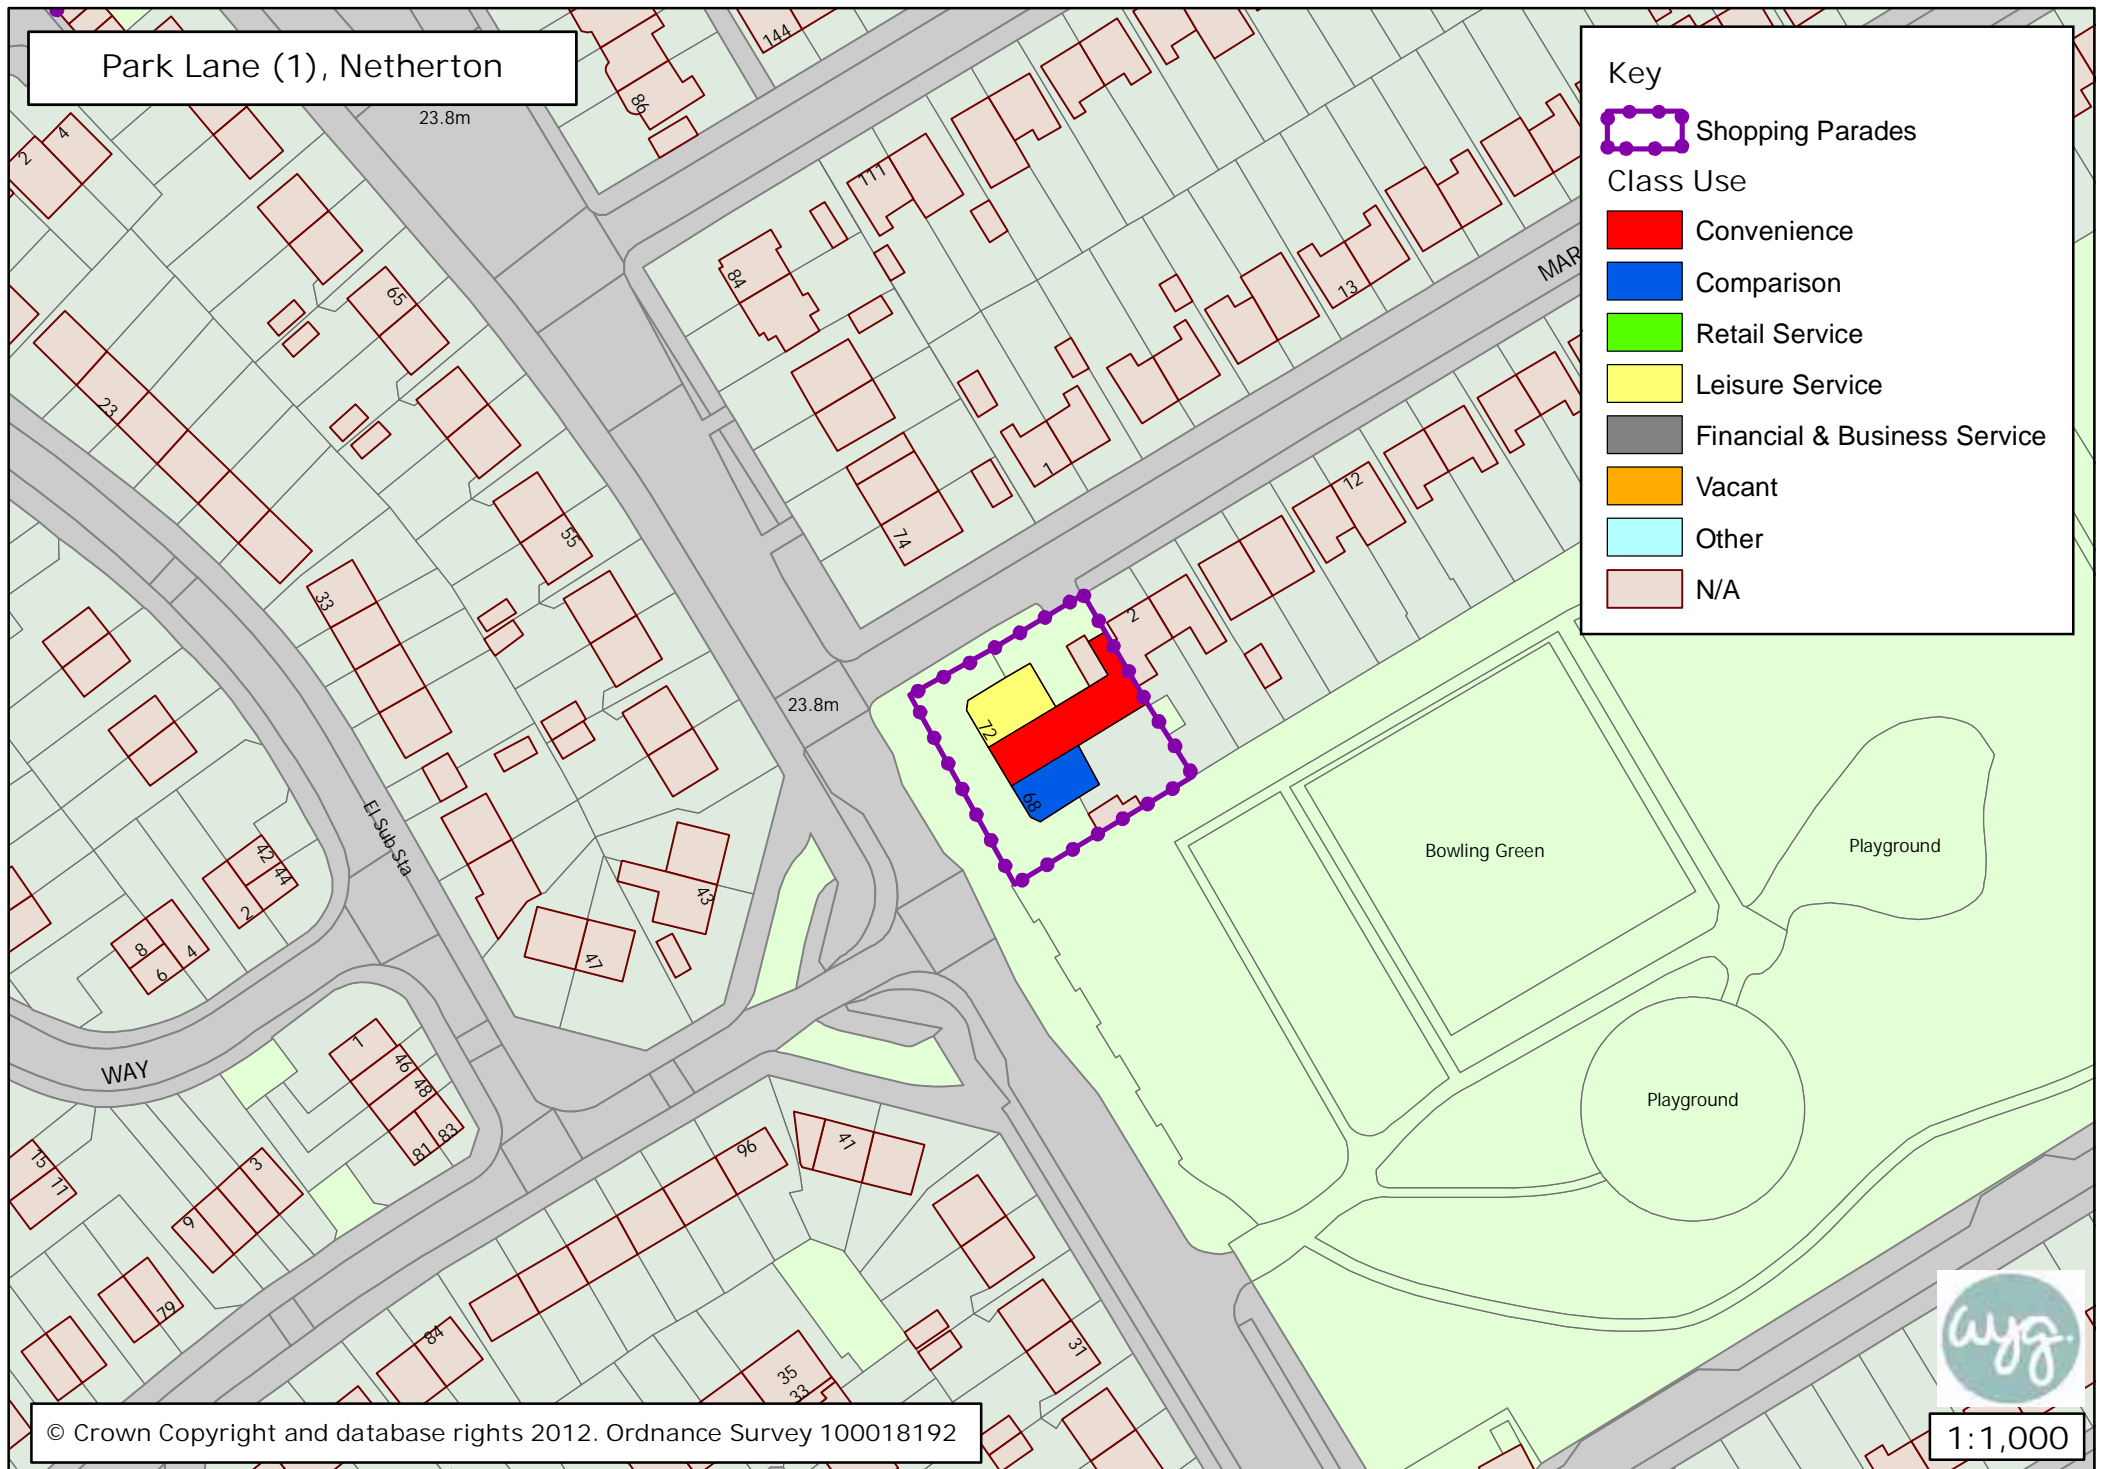 Park Lane (1), Netherton
Key
Shopping Parades
Class Use
Convenience
Comparison
Retail Service
Leisure Service
Financial & Business Service
Vacant
Other
N/A
144
86
23.8m
4
2
111
84
65
13
MAR
23
1
12
55
74
33
2
23.8m
72
68
El Sub Sta
Bowling Green
Playground
42
44
2
43
8
4
6
47
WAY
1
46
48
81
83
Playground
96
41
15
11
3
9
79
84
31
35
33
ayg.
© Crown Copyright and database rights 2012. Ordnance Survey 100018192
1:1,000